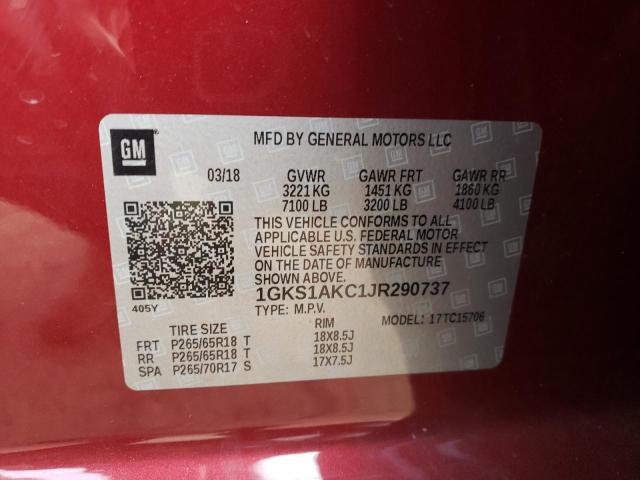 GM
MFD BY GENERAL MOTORS LLC
03/18 GVWR GAWR FRT GAWR RR
3221 KG 1451 KG 1860 KG
7100 LB 3200 LB 4100 LB
THIS VEHICLE CONFORMS TO ALL
APPLICABLE U.S. FEDERAL MOTOR
VEHICLE SAFETY STANDARDS IN EFFECT
ON THE DATE OF MANUFACTURE
SHOWN ABOVE.
1GKS1AKC1JR290737
405Y TYPE: M.P.V. MODEL: 17TC15706
TIRE SIZE RIM
FRT P265/65R18 T 18X8.5J
RR P265/65R18 T 18X8.5J
SPA P265/70R17 S 17X7.5J